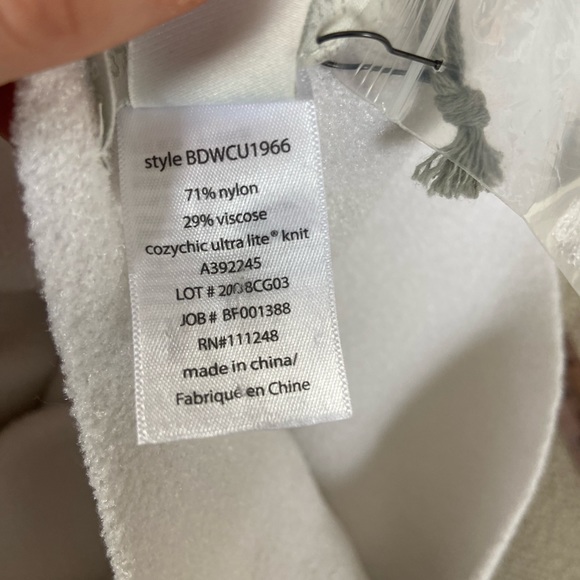 style BDWCU1966
71% nylon
29% viscose
cozychic ultra lite® knit
A392245
LOT # 2008CG03
JOB # BF001388
RN#111248
made in china/
Fabriqué en Chine